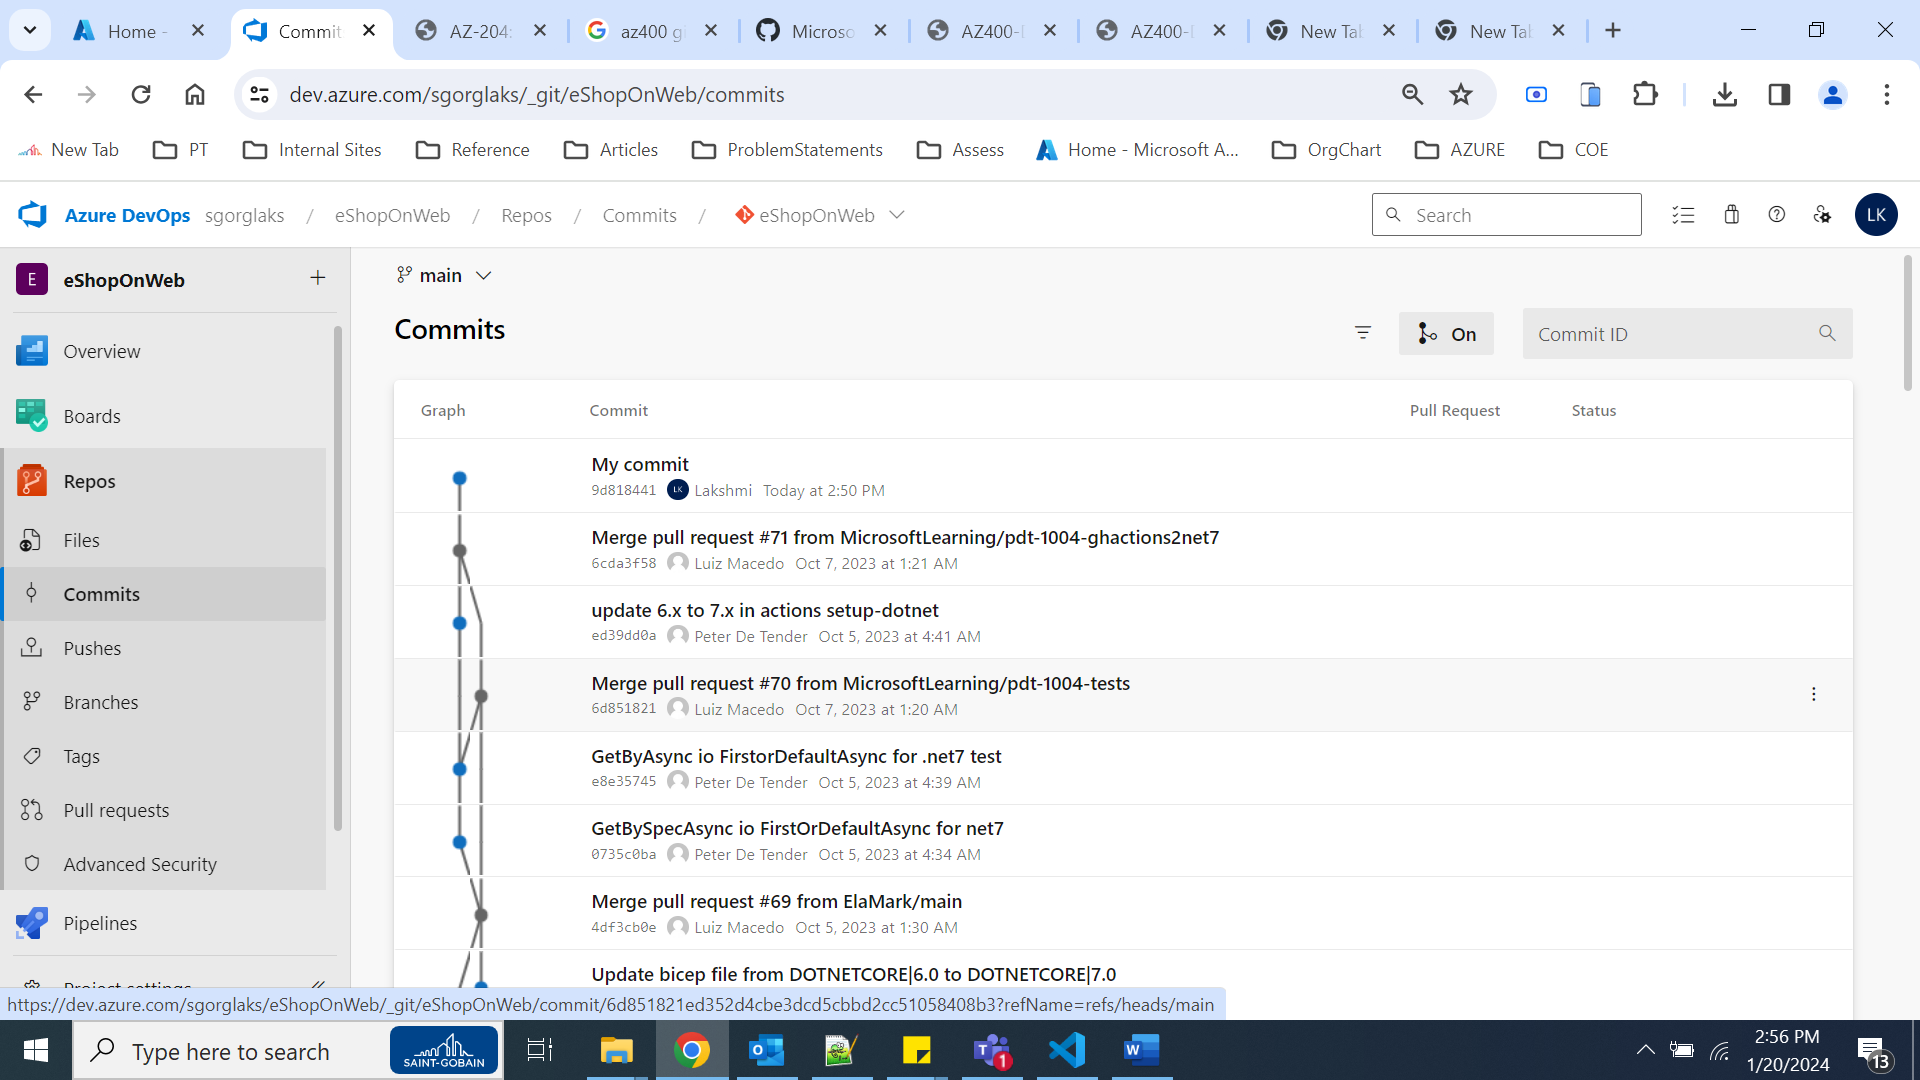 Home -
Commit
AZ-204:
az400 gi
Microso
AZ400-
AZ400-
New Tab
New Tab
dev.azure.com/sgorglaks/_git/eShopOnWeb/commits
New Tab
PT
Internal Sites
Reference
Articles
ProblemStatements
Assess
Home - Microsoft A...
OrgChart
AZURE
COE
Azure DevOps
sgorglaks / eShopOnWeb / Repos / Commits / eShopOnWeb
Search
LK
E
eShopOnWeb
Overview
Boards
Repos
Files
Commits
Pushes
Branches
Tags
Pull requests
Advanced Security
Pipelines
Project settings
main
Commits
On
Commit ID
Graph
Commit
Pull Request
Status
My commit
9d818441 LK Lakshmi Today at 2:50 PM
Merge pull request #71 from MicrosoftLearning/pdt-1004-ghactions2net7
6cda3f58 Luiz Macedo Oct 7, 2023 at 1:21 AM
update 6.x to 7.x in actions setup-dotnet
ed39dd0a Peter De Tender Oct 5, 2023 at 4:41 AM
Merge pull request #70 from MicrosoftLearning/pdt-1004-tests
6d851821 Luiz Macedo Oct 7, 2023 at 1:20 AM
GetByAsync io FirstorDefaultAsync for .net7 test
e8e35745 Peter De Tender Oct 5, 2023 at 4:39 AM
GetBySpecAsync io FirstOrDefaultAsync for net7
0735c0ba Peter De Tender Oct 5, 2023 at 4:34 AM
Merge pull request #69 from ElaMark/main
4df3cb0e Luiz Macedo Oct 5, 2023 at 1:30 AM
Update bicep file from DOTNETCORE|6.0 to DOTNETCORE|7.0
https://dev.azure.com/sgorglaks/eShopOnWeb/_git/eShopOnWeb/commit/6d851821ed352d4cbe3dcd5cbbd2cc51058408b3?refName=refs/heads/main
Type here to search
SAINT-GOBAIN
1
2:56 PM
1/20/2024
13